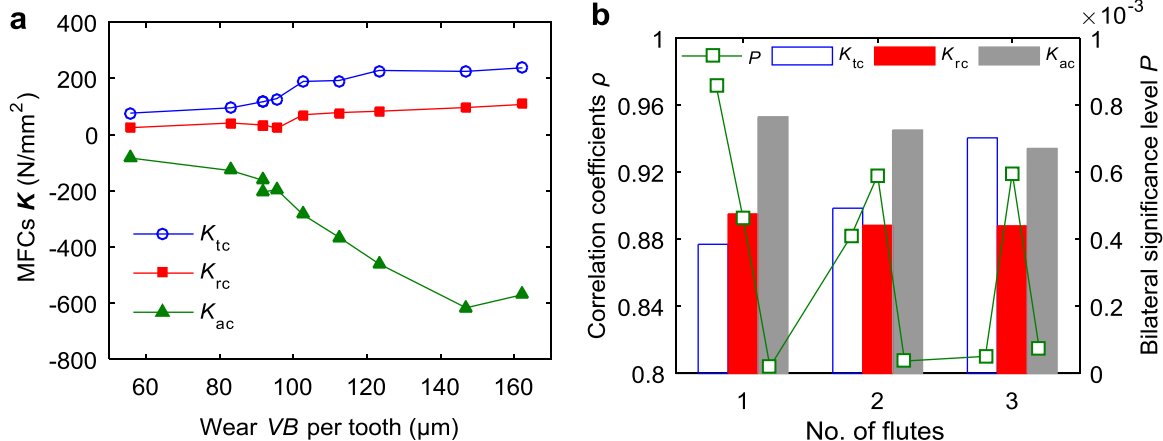 a
400
200
0
-200
-400
-600
-800
MFCs K (N/mm²)
Ktc
Krc
Kac
60 80 100 120 140 160
Wear VB per tooth (µm)
b
×10⁻³
1
0.96
0.92
0.88
0.84
0.8
Correlation coefficients ρ
P Ktc Krc Kac
1
0.8
0.6
0.4
0.2
0
Bilateral significance level P
1 2 3
No. of flutes